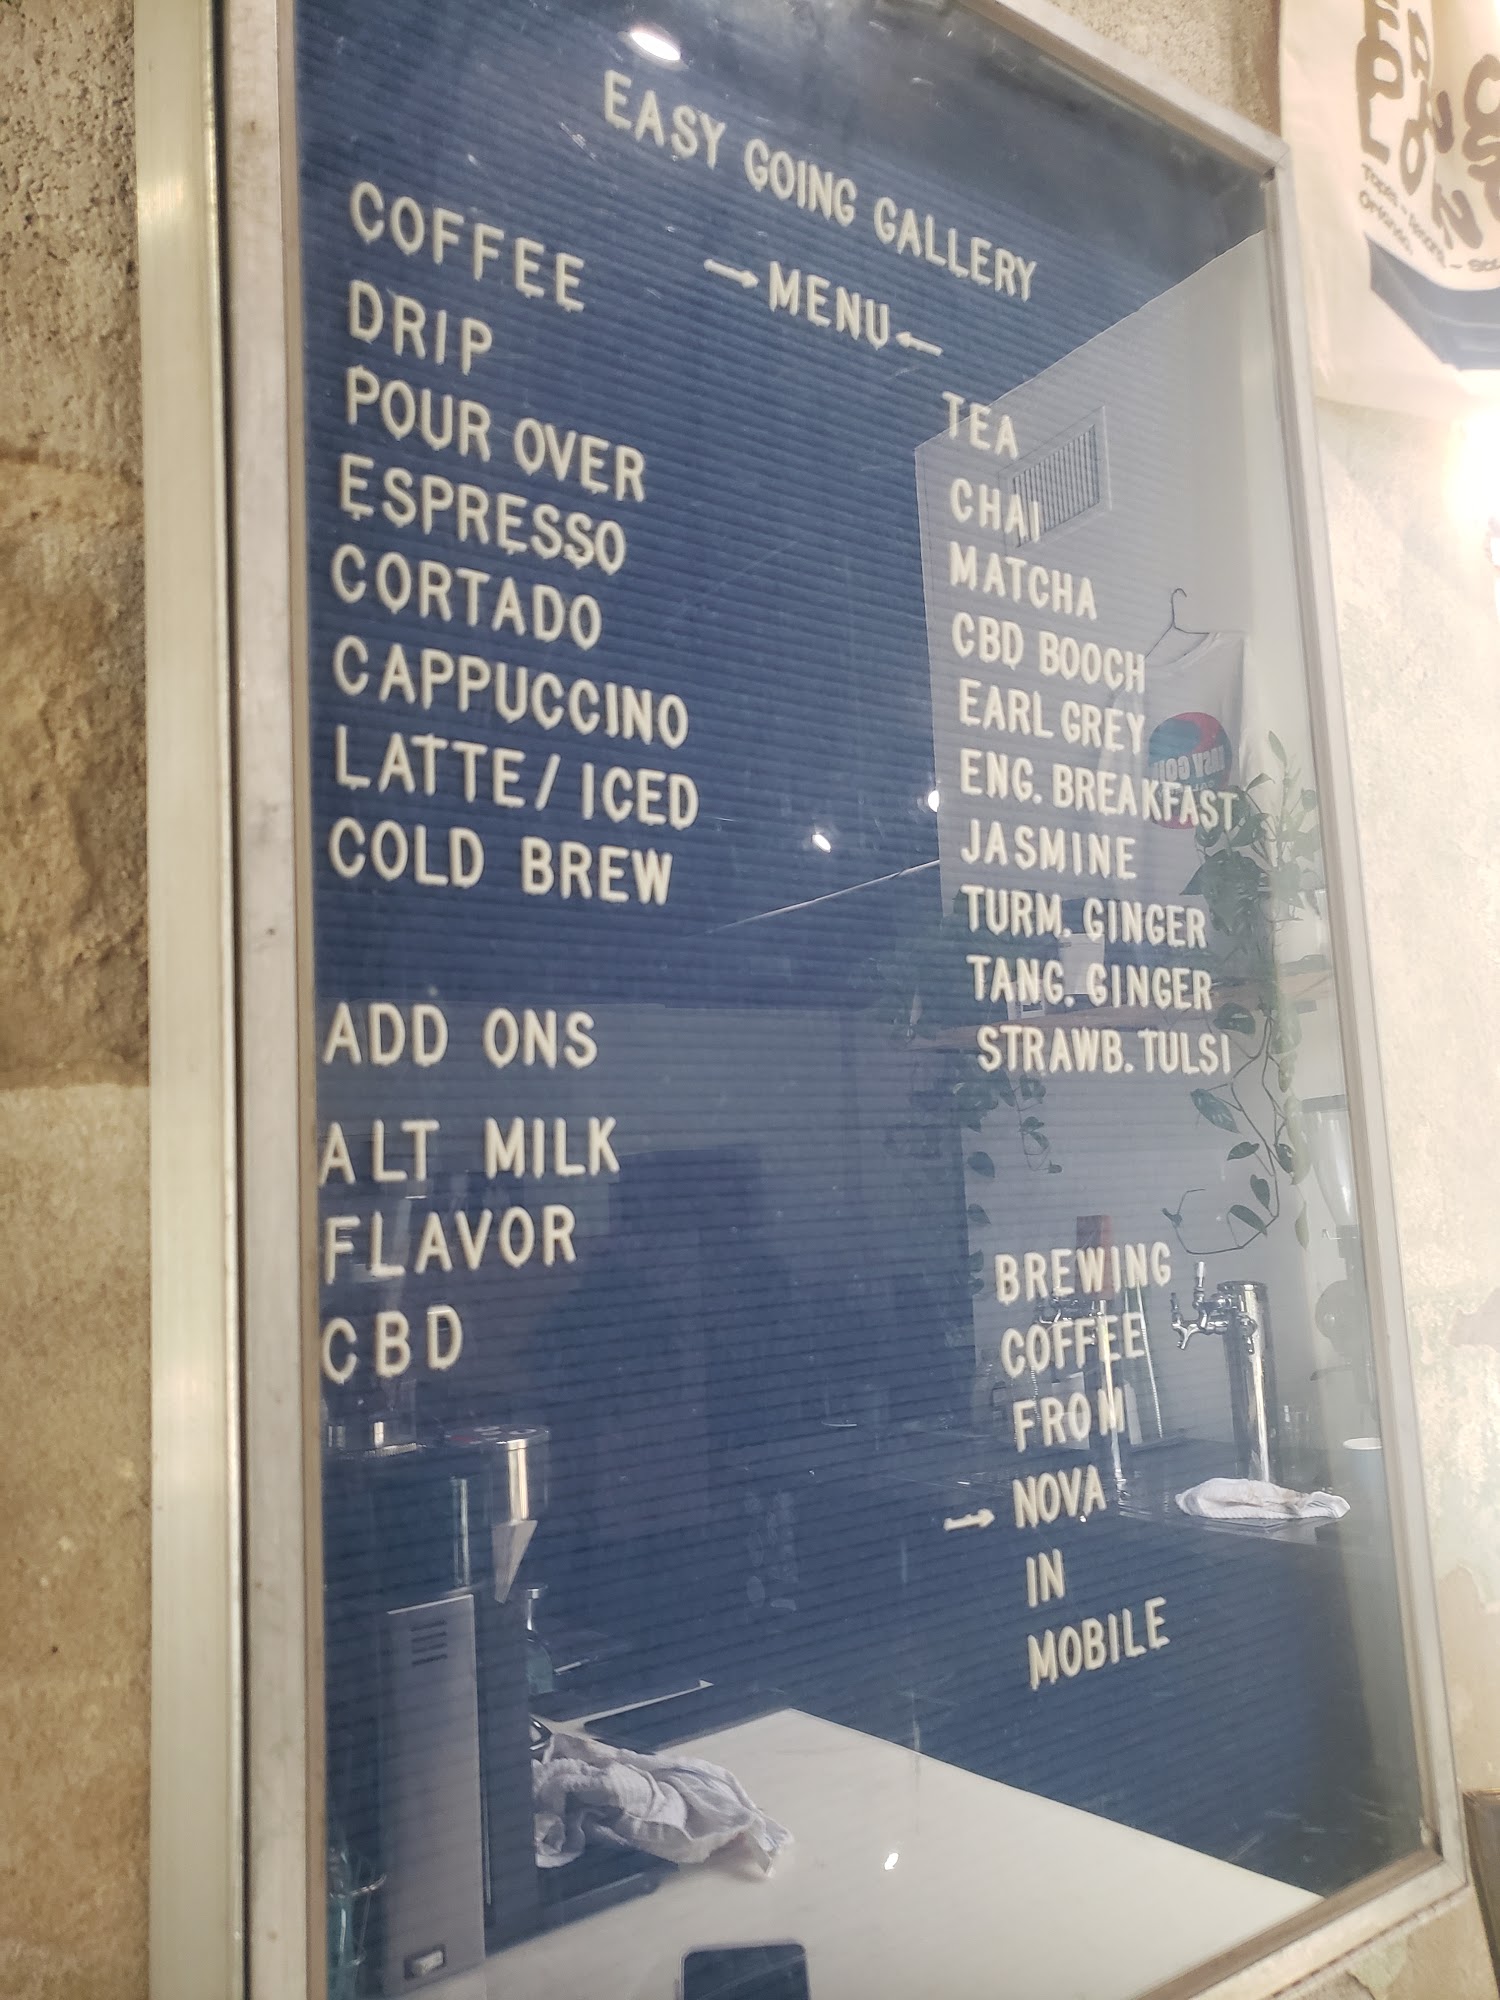 EASY GOING GALLERY
→MENU←
COFFEE
DRIP
POUR OVER
ESPRESSO
CORTADO
CAPPUCCINO
LATTE/ ICED
COLD BREW
ADD ONS
ALT MILK
FLAVOR
CBD
TEA
CHAI
MATCHA
CBD BOOCH
EARL GREY
ENG. BREAKFAST
JASMINE
TURM. GINGER
TANG. GINGER
STRAWB. TULSI
BREWING
COFFEE
FROM
→ NOVA
IN
MOBILE